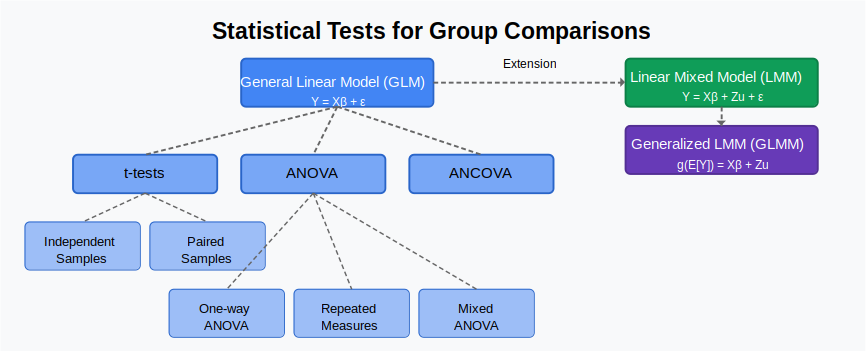 Statistical Tests for Group Comparisons
General Linear Model (GLM)
Y = Xβ + ε
Extension
Linear Mixed Model (LMM)
Y = Xβ + Zu + ε
Generalized LMM (GLMM)
g(E[Y]) = Xβ + Zu
t-tests
ANOVA
ANCOVA
Independent
Samples
Paired
Samples
One-way
ANOVA
Repeated
Measures
Mixed
ANOVA